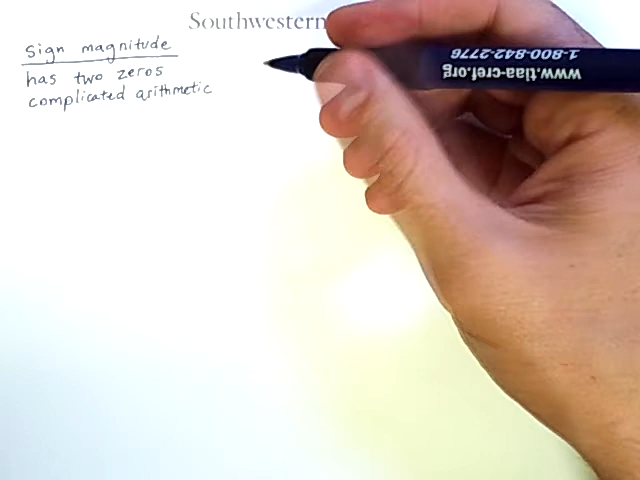 Southwestern
sign magnitude
has two zeros
complicated arithmetic
1-800-842-2776
www.tiaa-cref.org